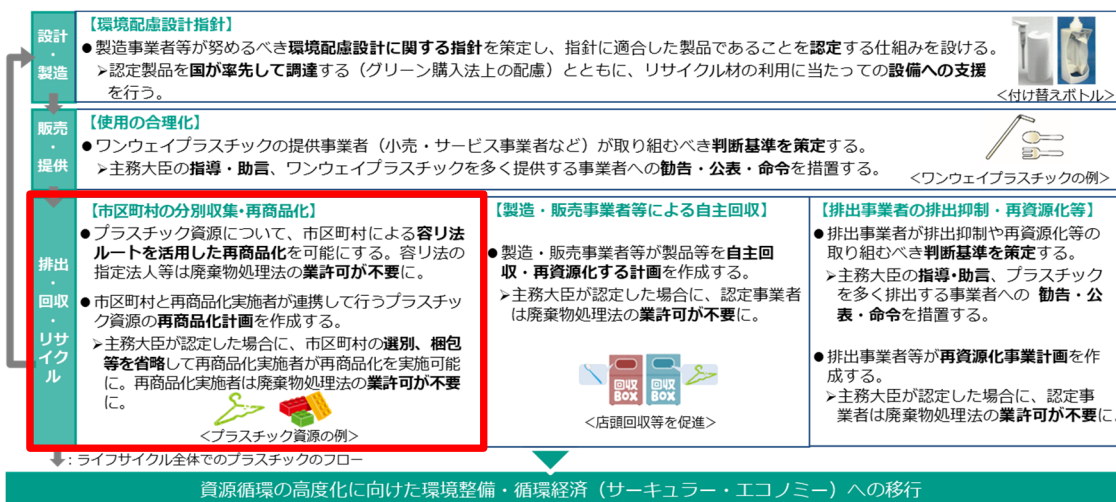 設計
・
製造
【環境配慮設計指針】
●製造事業者等が努めるべき環境配慮設計に関する指針を策定し、指針に適合した製品であることを認定する仕組みを設ける。
➢認定製品を国が率先して調達する（グリーン購入法上の配慮）とともに、リサイクル材の利用に当たっての設備への支援
を行う。
<付け替えボトル>
販売
・
提供
【使用の合理化】
●ワンウェイプラスチックの提供事業者（小売・サービス事業者など）が取り組むべき判断基準を策定する。
➢主務大臣の指導・助言、ワンウェイプラスチックを多く提供する事業者への勧告・公表・命令を措置する。
<ワンウェイプラスチックの例>
排出
・
回収
・
リサ
イク
ル
【市区町村の分別収集・再商品化】
●プラスチック資源について、市区町村による容リ法
ルートを活用した再商品化を可能にする。容リ法の
指定法人等は廃棄物処理法の業許可が不要に。
●市区町村と再商品化実施者が連携して行うプラスチッ
ク資源の再商品化計画を作成する。
➢主務大臣が認定した場合に、市区町村の選別、梱包
等を省略して再商品化実施者が再商品化を実施可能
に。再商品化実施者は廃棄物処理法の業許可が不要
に。
<プラスチック資源の例>
【製造・販売事業者等による自主回収】
●製造・販売事業者等が製品等を自主回
収・再資源化する計画を作成する。
➢主務大臣が認定した場合に、認定事業者
は廃棄物処理法の業許可が不要に。
回収
BOX
回収
BOX
<店頭回収等を促進>
【排出事業者の排出抑制・再資源化等】
●排出事業者が排出抑制や再資源化等の
取り組むべき判断基準を策定する。
➢主務大臣の指導・助言、プラスチック
を多く排出する事業者への 勧告・公
表・命令を措置する。
●排出事業者等が再資源化事業計画を作
成する。
➢主務大臣が認定した場合に、認定事
業者は廃棄物処理法の業許可が不要に。
：ライフサイクル全体でのプラスチックのフロー
資源循環の高度化に向けた環境整備・循環経済（サーキュラー・エコノミー）への移行